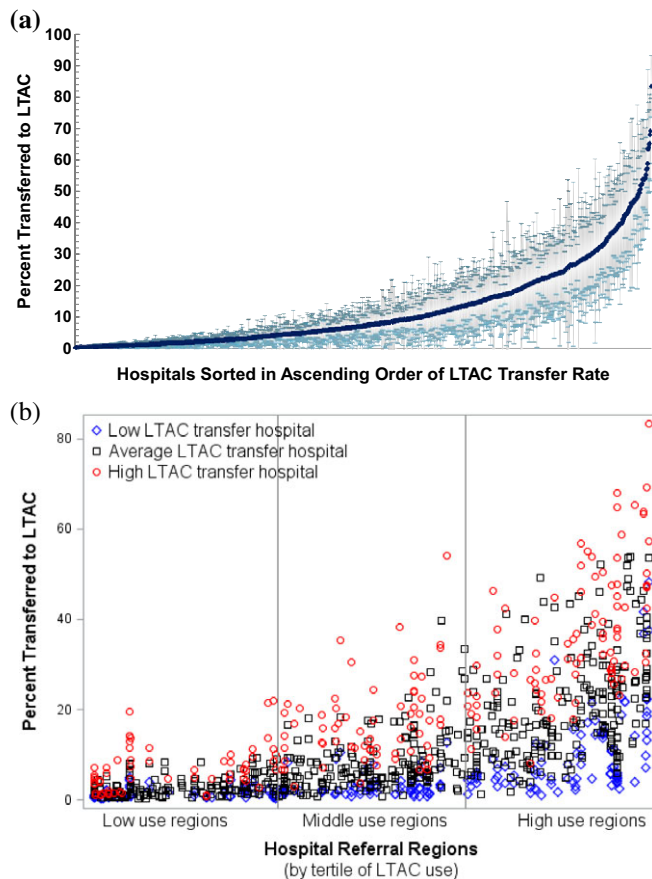 (a)
100
90
80
70
60
50
40
30
20
10
0
Percent Transferred to LTAC
Hospitals Sorted in Ascending Order of LTAC Transfer Rate
(b)
80
60
40
20
0
Percent Transferred to LTAC
Low LTAC transfer hospital
Average LTAC transfer hospital
High LTAC transfer hospital
Low use regions
Middle use regions
High use regions
Hospital Referral Regions
(by tertile of LTAC use)